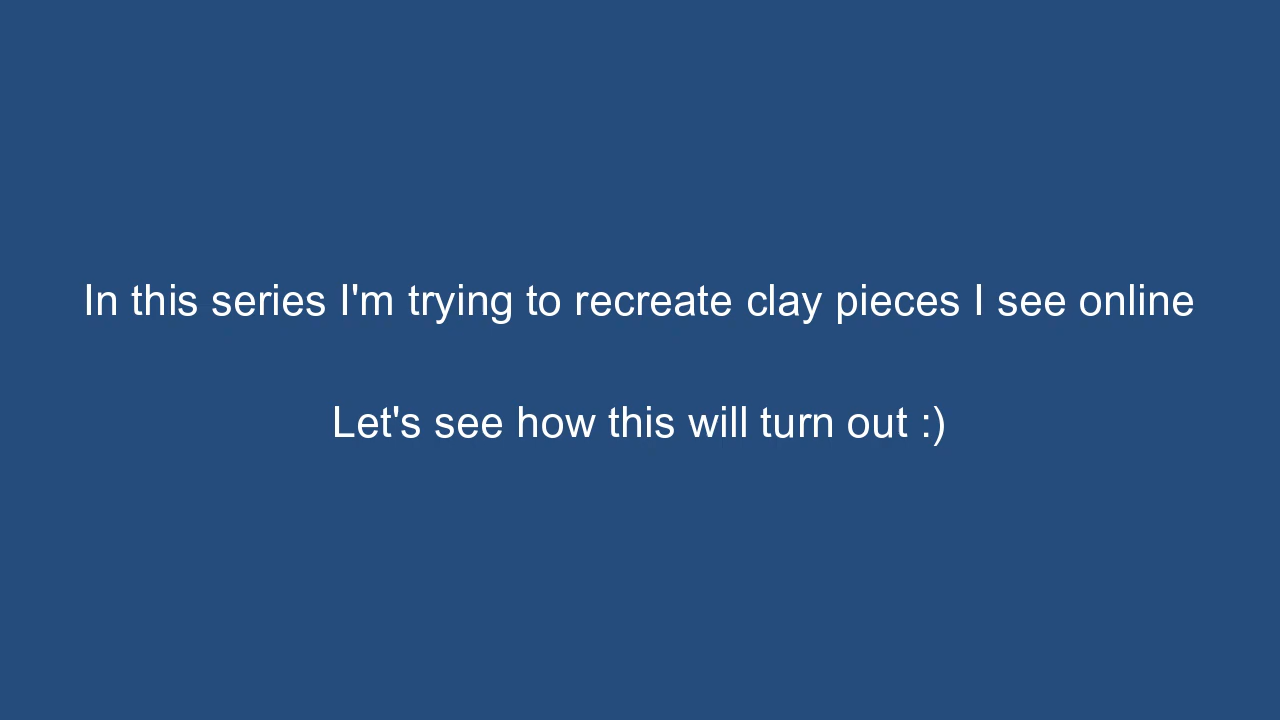 In this series I'm trying to recreate clay pieces I see online
Let's see how this will turn out :)